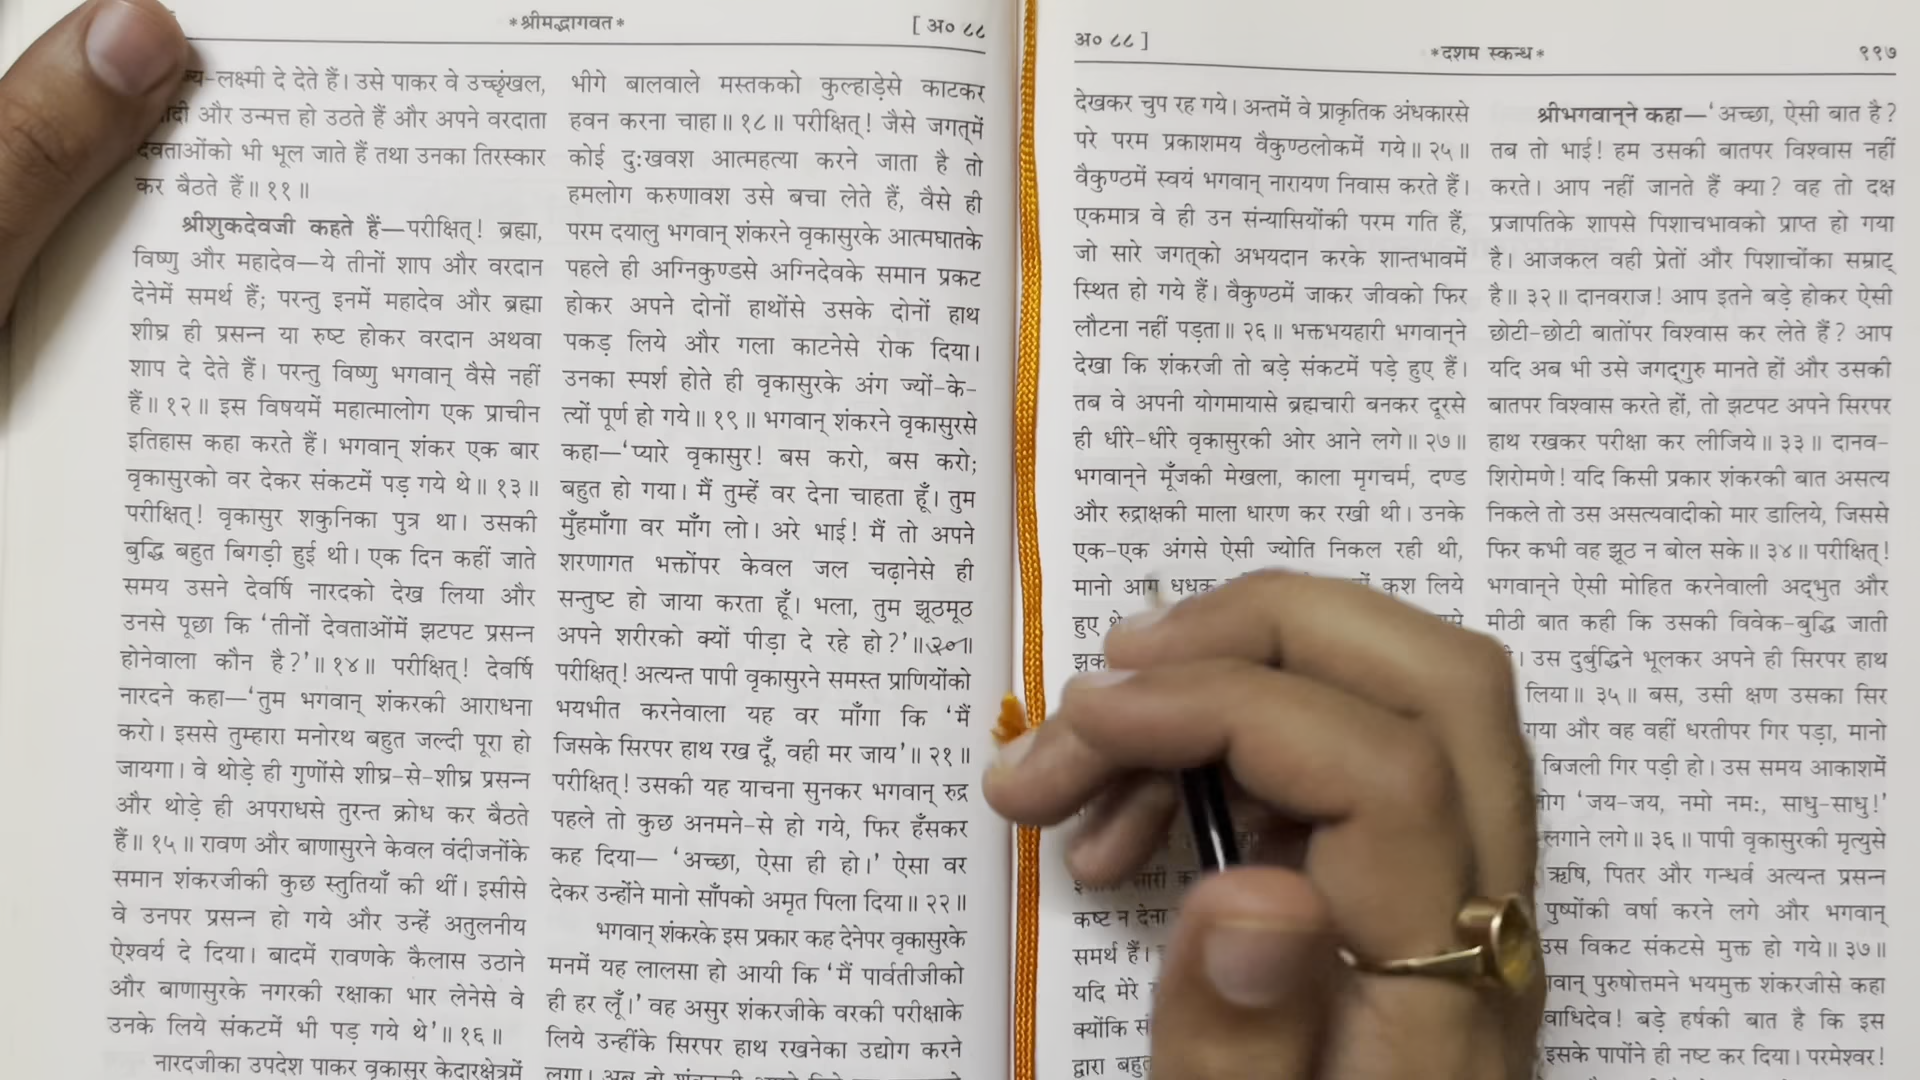 *श्रीमद्भागवत*
[ अ० ८८
-लक्ष्मी दे देते हैं। उसे पाकर वे उच्छृंखल,
और उन्मत्त हो उठते हैं और अपने वरदाता
देवताओंको भी भूल जाते हैं तथा उनका तिरस्कार
कर बैठते हैं॥ ११॥
श्रीशुकदेवजी कहते हैं—परीक्षित्! ब्रह्मा,
विष्णु और महादेव—ये तीनों शाप और वरदान
देनेमें समर्थ हैं; परन्तु इनमें महादेव और ब्रह्मा
शीघ्र ही प्रसन्न या रुष्ट होकर वरदान अथवा
शाप दे देते हैं। परन्तु विष्णु भगवान् वैसे नहीं
हैं॥ १२॥ इस विषयमें महात्मालोग एक प्राचीन
इतिहास कहा करते हैं। भगवान् शंकर एक बार
वृकासुरको वर देकर संकटमें पड़ गये थे॥ १३॥
परीक्षित्! वृकासुर शकुनिका पुत्र था। उसकी
बुद्धि बहुत बिगड़ी हुई थी। एक दिन कहीं जाते
समय उसने देवर्षि नारदको देख लिया और
उनसे पूछा कि ‘तीनों देवताओंमें झटपट प्रसन्न
होनेवाला कौन है?’॥ १४॥ परीक्षित्! देवर्षि
नारदने कहा—‘तुम भगवान् शंकरकी आराधना
करो। इससे तुम्हारा मनोरथ बहुत जल्दी पूरा हो
जायगा। वे थोड़े ही गुणोंसे शीघ्र-से-शीघ्र प्रसन्न
और थोड़े ही अपराधसे तुरन्त क्रोध कर बैठते
हैं॥ १५॥ रावण और बाणासुरने केवल वंदीजनोंके
समान शंकरजीकी कुछ स्तुतियाँ की थीं। इसीसे
वे उनपर प्रसन्न हो गये और उन्हें अतुलनीय
ऐश्वर्य दे दिया। बादमें रावणके कैलास उठाने
और बाणासुरके नगरकी रक्षाका भार लेनेसे वे
उनके लिये संकटमें भी पड़ गये थे’॥ १६॥
नारदजीका उपदेश पाकर वृकासुर केदारक्षेत्रमें
भीगे बालवाले मस्तकको कुल्हाड़ेसे काटकर
हवन करना चाहा॥ १८॥ परीक्षित्! जैसे जगत्‌में
कोई दुःखवश आत्महत्या करने जाता है तो
हमलोग करुणावश उसे बचा लेते हैं, वैसे ही
परम दयालु भगवान् शंकरने वृकासुरके आत्मघातके
पहले ही अग्निकुण्डसे अग्निदेवके समान प्रकट
होकर अपने दोनों हाथोंसे उसके दोनों हाथ
पकड़ लिये और गला काटनेसे रोक दिया।
उनका स्पर्श होते ही वृकासुरके अंग ज्यों-के-
त्यों पूर्ण हो गये॥ १९॥ भगवान् शंकरने वृकासुरसे
कहा—‘प्यारे वृकासुर! बस करो, बस करो;
बहुत हो गया। मैं तुम्हें वर देना चाहता हूँ। तुम
मुँहमाँगा वर माँग लो। अरे भाई! मैं तो अपने
शरणागत भक्तोंपर केवल जल चढ़ानेसे ही
सन्तुष्ट हो जाया करता हूँ। भला, तुम झूठमूठ
अपने शरीरको क्यों पीड़ा दे रहे हो?’॥२०॥
परीक्षित्! अत्यन्त पापी वृकासुरने समस्त प्राणियोंको
भयभीत करनेवाला यह वर माँगा कि ‘मैं
जिसके सिरपर हाथ रख दूँ, वही मर जाय’॥ २१॥
परीक्षित्! उसकी यह याचना सुनकर भगवान् रुद्र
पहले तो कुछ अनमने-से हो गये, फिर हँसकर
कह दिया— ‘अच्छा, ऐसा ही हो।’ ऐसा वर
देकर उन्होंने मानो साँपको अमृत पिला दिया॥ २२॥
भगवान् शंकरके इस प्रकार कह देनेपर वृकासुरके
मनमें यह लालसा हो आयी कि ‘मैं पार्वतीजीको
ही हर लूँ।’ वह असुर शंकरजीके वरकी परीक्षाके
लिये उन्हींके सिरपर हाथ रखनेका उद्योग करने
लगा। अब तो
अ० ८८ ]
*दशम स्कन्ध*
९९७
देखकर चुप रह गये। अन्तमें वे प्राकृतिक अंधकारसे
परे परम प्रकाशमय वैकुण्ठलोकमें गये॥ २५॥
वैकुण्ठमें स्वयं भगवान् नारायण निवास करते हैं।
एकमात्र वे ही उन संन्यासियोंकी परम गति हैं,
जो सारे जगत्‌को अभयदान करके शान्तभावमें
स्थित हो गये हैं। वैकुण्ठमें जाकर जीवको फिर
लौटना नहीं पड़ता॥ २६॥ भक्तभयहारी भगवान्‌ने
देखा कि शंकरजी तो बड़े संकटमें पड़े हुए हैं।
तब वे अपनी योगमायासे ब्रह्मचारी बनकर दूरसे
ही धीरे-धीरे वृकासुरकी ओर आने लगे॥ २७॥
भगवान्‌ने मूँजकी मेखला, काला मृगचर्म, दण्ड
और रुद्राक्षकी माला धारण कर रखी थी। उनके
एक-एक अंगसे ऐसी ज्योति निकल रही थी,
मानो आग धधक कुश लिये
हुए
कष्ट न देना
समर्थ हैं।
यदि मेरे
क्योंकि
द्वारा बहुत
श्रीभगवान्‌ने कहा—‘अच्छा, ऐसी बात है?
तब तो भाई! हम उसकी बातपर विश्वास नहीं
करते। आप नहीं जानते हैं क्या? वह तो दक्ष
प्रजापतिके शापसे पिशाचभावको प्राप्त हो गया
है। आजकल वही प्रेतों और पिशाचोंका सम्राट्
है॥ ३२॥ दानवराज! आप इतने बड़े होकर ऐसी
छोटी-छोटी बातोंपर विश्वास कर लेते हैं? आप
यदि अब भी उसे जगद्‌गुरु मानते हों और उसकी
बातपर विश्वास करते हों, तो झटपट अपने सिरपर
हाथ रखकर परीक्षा कर लीजिये॥ ३३॥ दानव-
शिरोमणे! यदि किसी प्रकार शंकरकी बात असत्य
निकले तो उस असत्यवादीको मार डालिये, जिससे
फिर कभी वह झूठ न बोल सके॥ ३४॥ परीक्षित्!
भगवान्‌ने ऐसी मोहित करनेवाली अद्‌भुत और
मीठी बात कही कि उसकी विवेक-बुद्धि जाती
। उस दुर्बुद्धिने भूलकर अपने ही सिरपर हाथ
लिया॥ ३५॥ बस, उसी क्षण उसका सिर
गया और वह वहीं धरतीपर गिर पड़ा, मानो
बिजली गिर पड़ी हो। उस समय आकाशमें
‘जय-जय, नमो नमः, साधु-साधु!’
लगाने लगे॥ ३६॥ पापी वृकासुरकी मृत्युसे
ऋषि, पितर और गन्धर्व अत्यन्त प्रसन्न
पुष्पोंकी वर्षा करने लगे और भगवान्
उस विकट संकटसे मुक्त हो गये॥ ३७॥
पुरुषोत्तमने भयमुक्त शंकरजीसे कहा
बड़े हर्षकी बात है कि इस
इसके पापोंने ही नष्ट कर दिया। परमेश्वर!